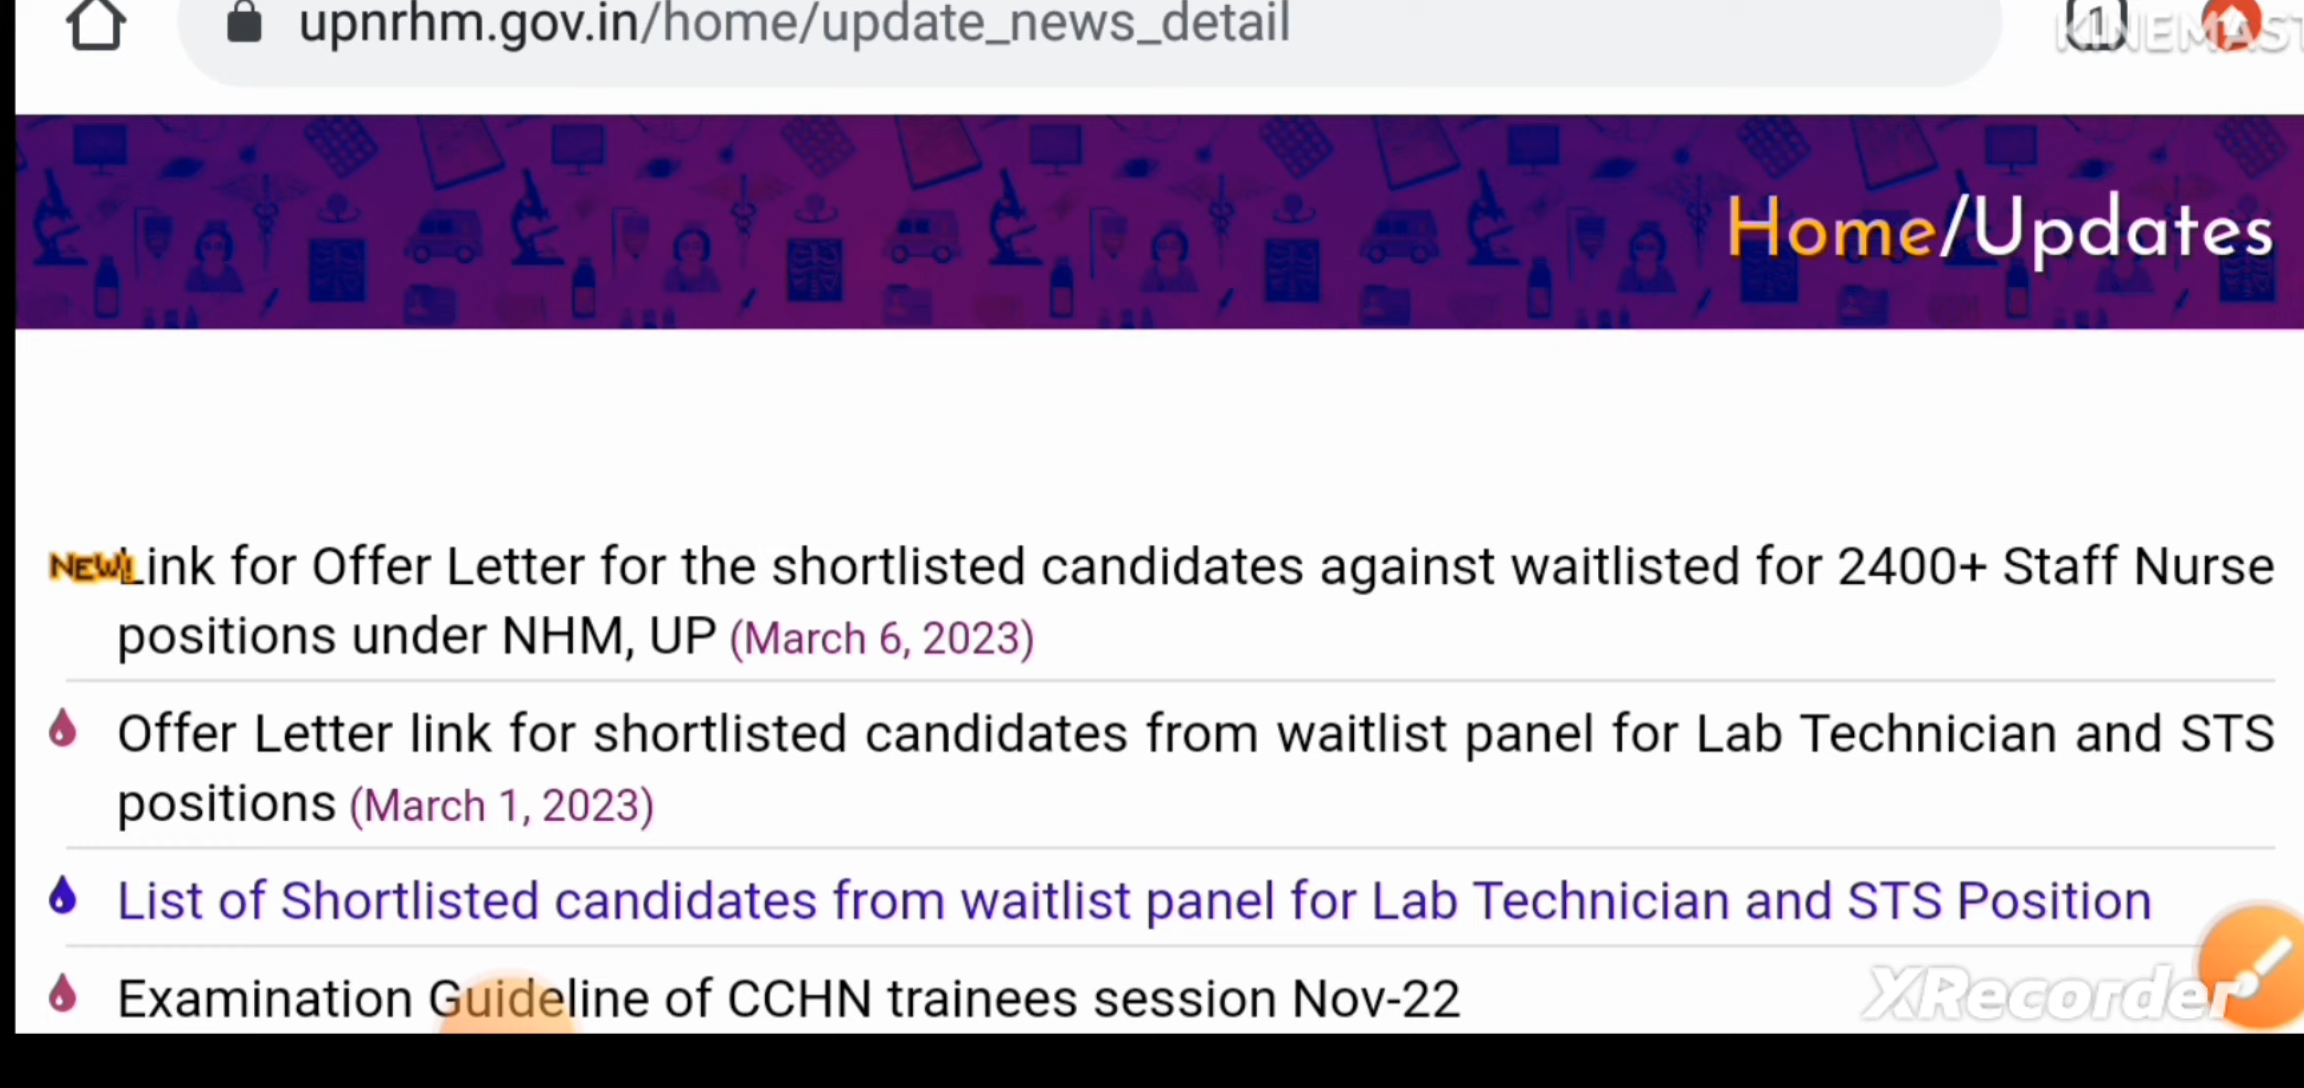 upnrhm.gov.in/home/update_news_detail
1
KINEMAST
Home/Updates
NEW! Link for Offer Letter for the shortlisted candidates against waitlisted for 2400+ Staff Nurse
positions under NHM, UP (March 6, 2023)
Offer Letter link for shortlisted candidates from waitlist panel for Lab Technician and STS
positions (March 1, 2023)
List of Shortlisted candidates from waitlist panel for Lab Technician and STS Position
Examination Guideline of CCHN trainees session Nov-22
XRecorder